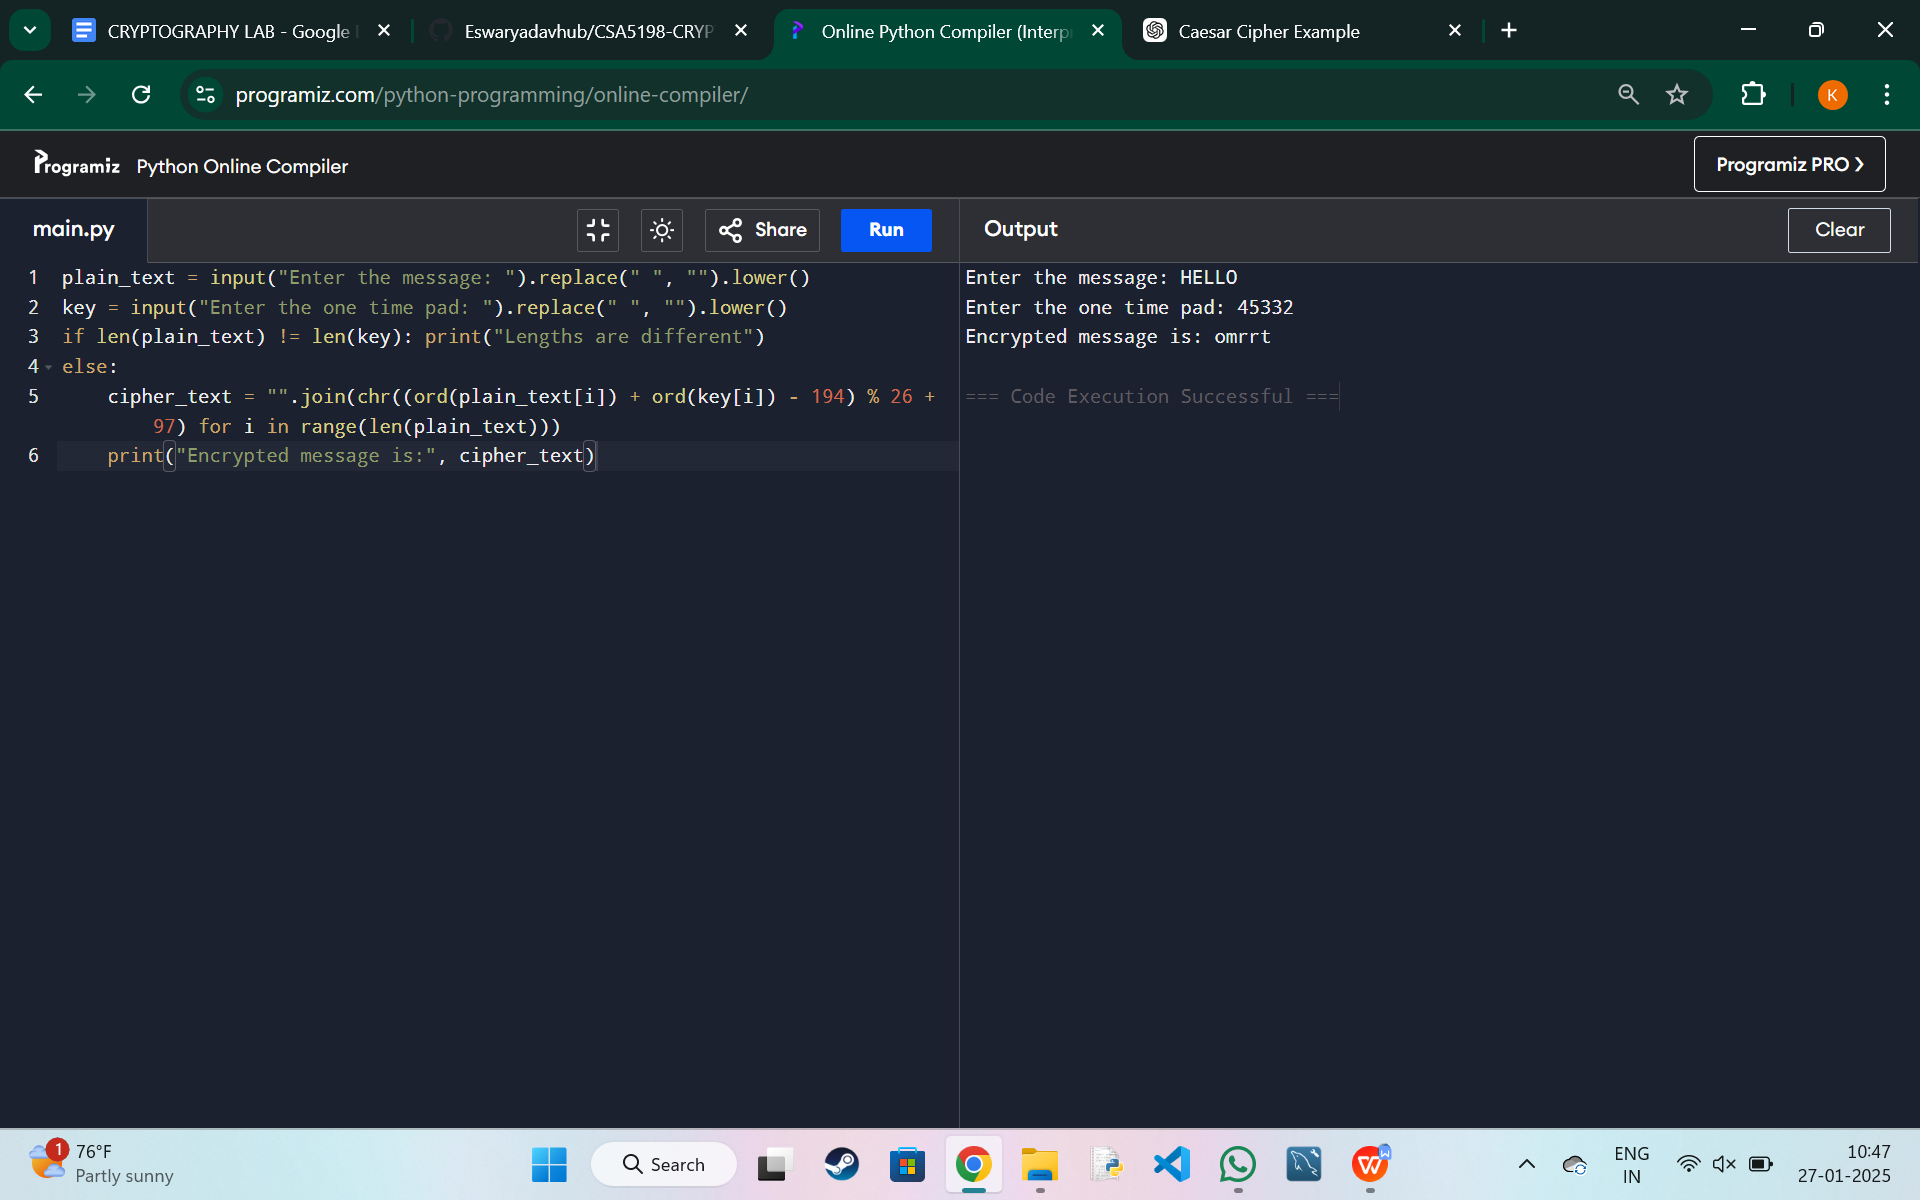 CRYPTOGRAPHY LAB - Google
Eswaryadavhub/CSA5198-CRYP
Online Python Compiler (Interp
Caesar Cipher Example
programiz.com/python-programming/online-compiler/
K
Programiz Python Online Compiler
Programiz PRO
main.py
Share
Run
Output
Clear
1 plain_text = input("Enter the message: ").replace(" ", "").lower()
2 key = input("Enter the one time pad: ").replace(" ", "").lower()
3 if len(plain_text) != len(key): print("Lengths are different")
4 else:
5 cipher_text = "".join(chr((ord(plain_text[i]) + ord(key[i]) - 194) % 26 +
97) for i in range(len(plain_text)))
6 print("Encrypted message is:", cipher_text)
Enter the message: HELLO
Enter the one time pad: 45332
Encrypted message is: omrrt
=== Code Execution Successful ===
1
76°F
Partly sunny
Search
W
W
ENG
IN
10:47
27-01-2025